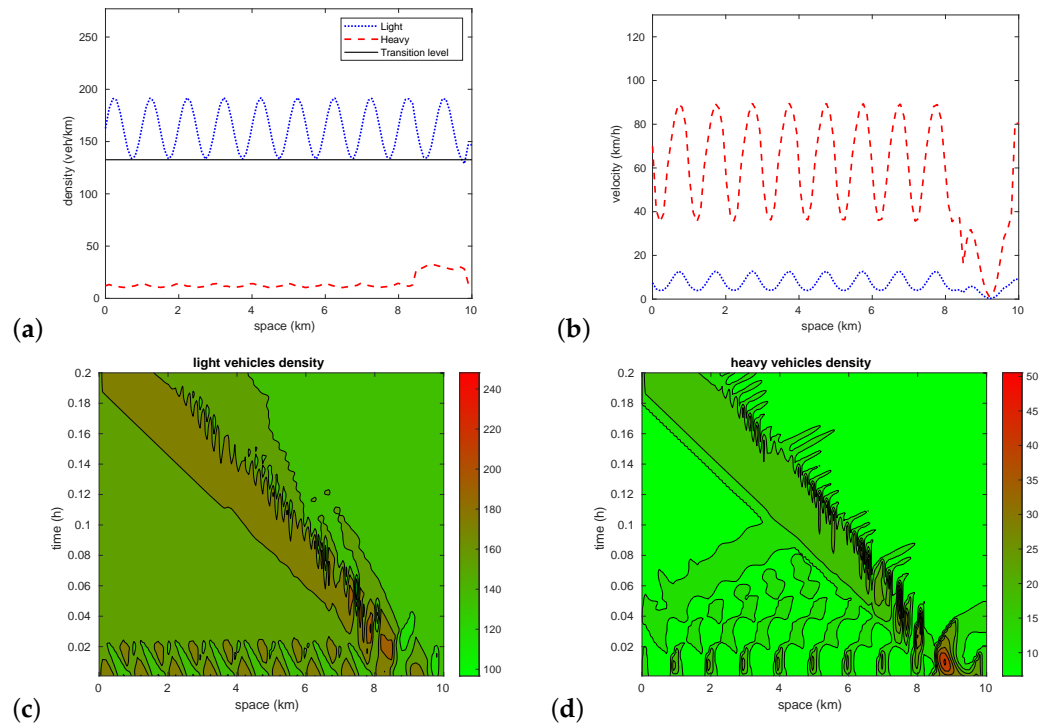 250
200
150
100
50
0
density (veh/km)
Light
Heavy
Transition level
0 2 4 6 8 10
space (km)
(a)
120
100
80
60
40
20
0
velocity (km/h)
0 2 4 6 8 10
space (km)
(b)
light vehicles density
0.2
0.18
0.16
0.14
0.12
0.1
0.08
0.06
0.04
0.02
time (h)
0 2 4 6 8 10
space (km)
240
220
200
180
160
140
120
100
(c)
heavy vehicles density
0.2
0.18
0.16
0.14
0.12
0.1
0.08
0.06
0.04
0.02
time (h)
0 2 4 6 8 10
space (km)
50
45
40
35
30
25
20
15
10
(d)